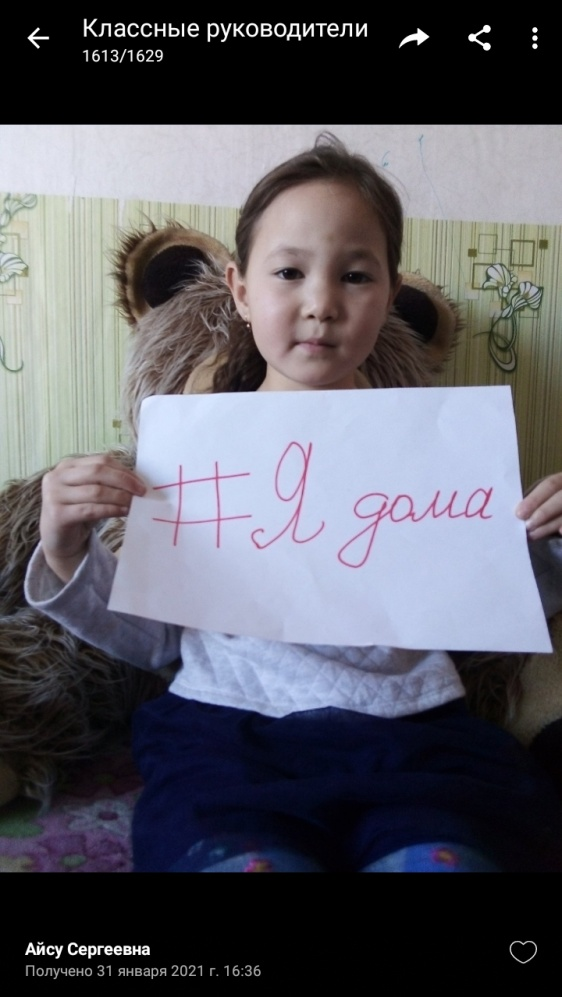 Классные руководители
1613/1629
#Я дома
Айсу Сергеевна
Получено 31 января 2021 г. 16:36